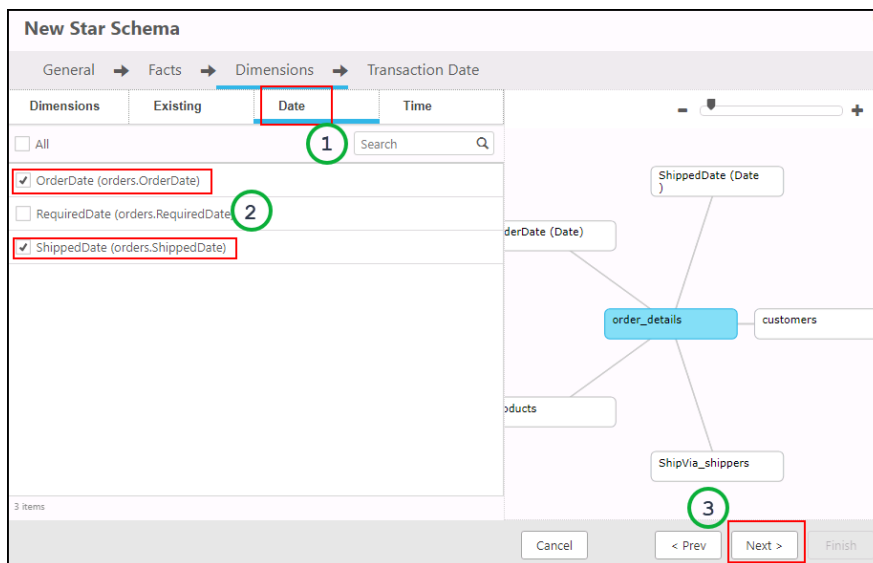 New Star Schema
General → Facts → Dimensions → Transaction Date
Dimensions Existing Date Time
All 1 Search
OrderDate (orders.OrderDate)
RequiredDate (orders.RequiredDate 2
ShippedDate (orders.ShippedDate)
3 items
ShippedDate (Date
)
derDate (Date)
order_details
customers
oducts
ShipVia_shippers
3
Cancel < Prev Next > Finish